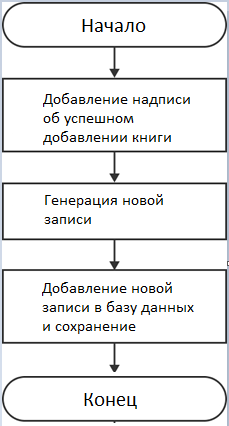 Начало
Добавление надписи
об успешном
добавлении книги
Генерация новой
записи
Добавление новой
записи в базу данных
и сохранение
Конец